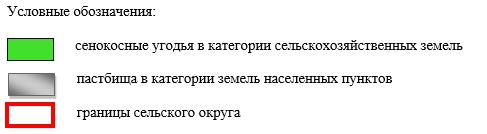 Условные обозначения:
сенокосные угодья в категории сельскохозяйственных земель
пастбища в категории земель населенных пунктов
границы сельского округа